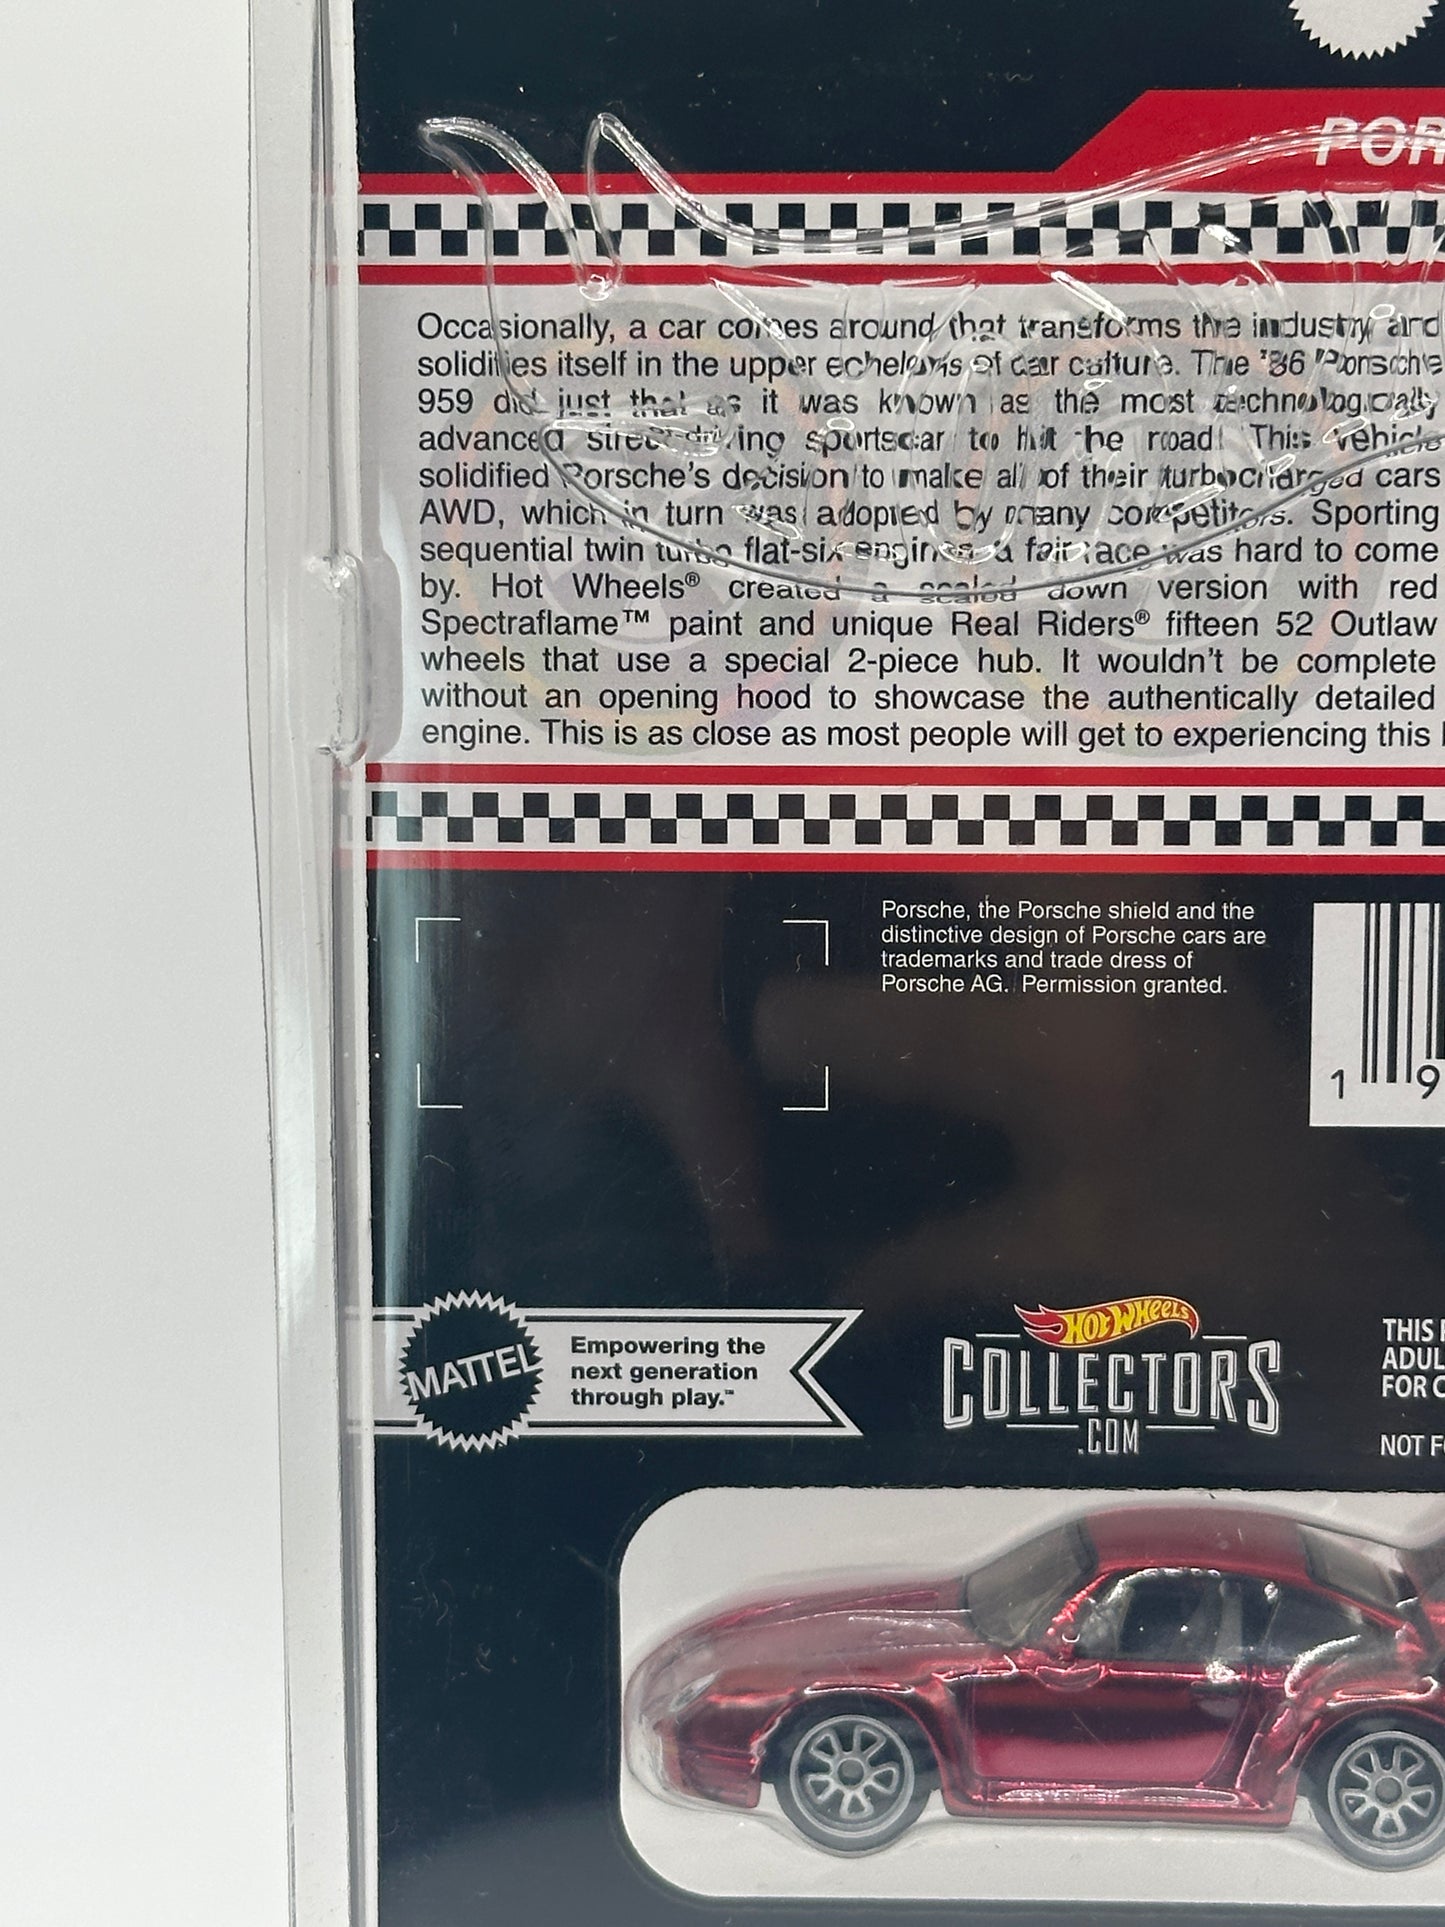 POR
Occasionally, a car comes around that transforms the industry and
solidifies itself in the upper echelons of car culture. The '86 Porsche
959 did just that as it was known as the most technologically
advanced street-driving sportscar to hit the road. This vehicle
solidified Porsche's decision to make all of their turbocharged cars
AWD, which in turn was adopted by many competitors. Sporting
sequential twin turbo flat-six engines, a fair race was hard to come
by. Hot Wheels® created a scaled down version with red
Spectraflame™ paint and unique Real Riders® fifteen 52 Outlaw
wheels that use a special 2-piece hub. It wouldn't be complete
without an opening hood to showcase the authentically detailed
engine. This is as close as most people will get to experiencing this
Porsche, the Porsche shield and the
distinctive design of Porsche cars are
trademarks and trade dress of
Porsche AG. Permission granted.
1 9
MATTEL
Empowering the
next generation
through play.™
HOT WHEELS
COLLECTORS
.COM
THIS
ADUL
FOR C
NOT F